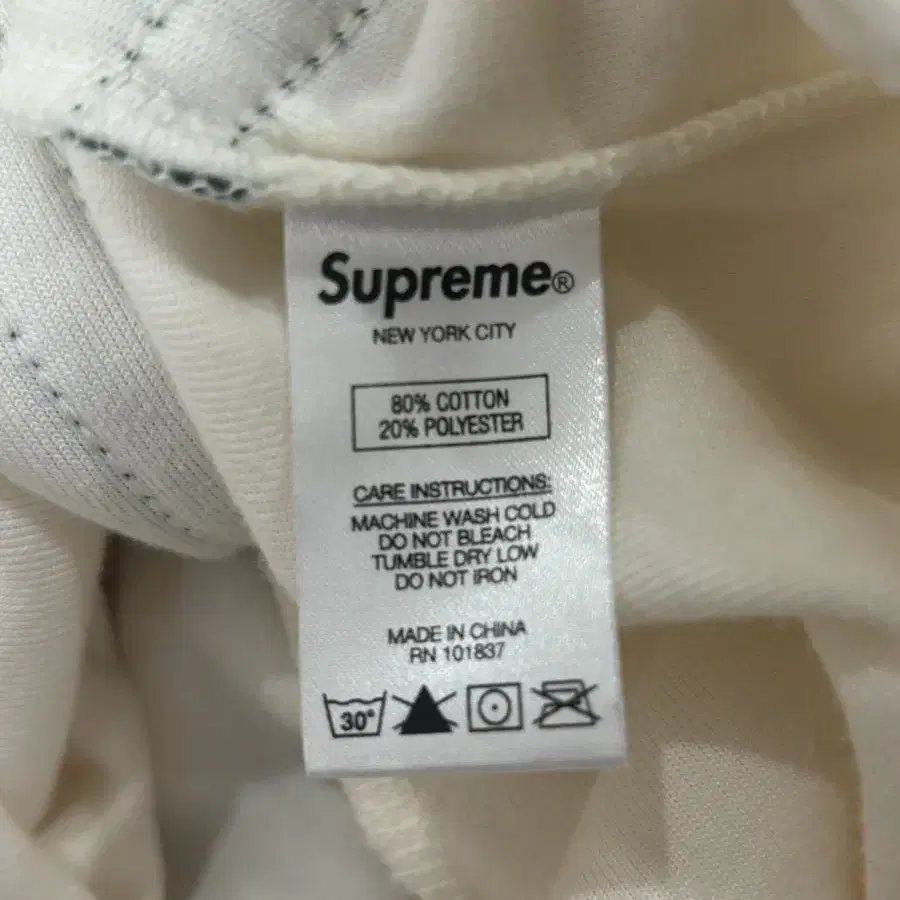 Supreme®
NEW YORK CITY
80% COTTON
20% POLYESTER
CARE INSTRUCTIONS:
MACHINE WASH COLD
DO NOT BLEACH
TUMBLE DRY LOW
DO NOT IRON
MADE IN CHINA
RN 101837
30°